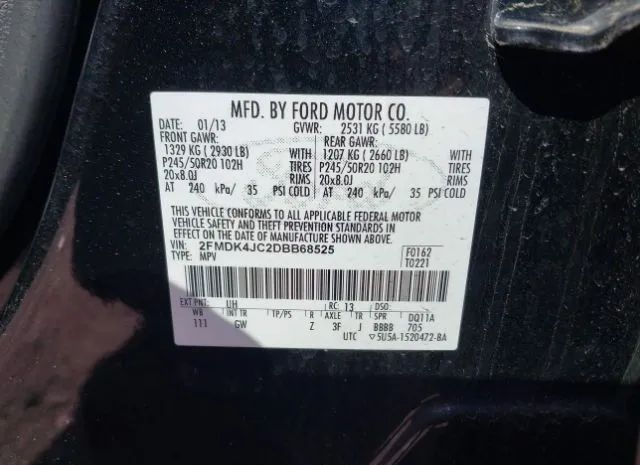 MFD. BY FORD MOTOR CO.
DATE: 01/13 GVWR: 2531 KG ( 5580 LB)
FRONT GAWR: REAR GAWR:
1329 KG ( 2930 LB) WITH 1207 KG ( 2660 LB) WITH
P245/50R20 102H TIRES P245/50R20 102H TIRES
20x8.0J RIMS 20x8.0J RIMS
AT 240 kPa/ 35 PSI COLD AT 240 kPa/ 35 PSI COLD
THIS VEHICLE CONFORMS TO ALL APPLICABLE FEDERAL MOTOR
VEHICLE SAFETY AND THEFT PREVENTION STANDARDS IN EFFECT
ON THE DATE OF MANUFACTURE SHOWN ABOVE.
VIN: 2FMDK4JC2DBB68525 F0162
TYPE: MPV T0221
EXT PNT: UH RC: 13 DSO:
WB INT TR TP/PS R AXLE TR SPR DQ11A
111 GW Z 3F J BBBB 705
UTC ▽5U5A-1520472-BA